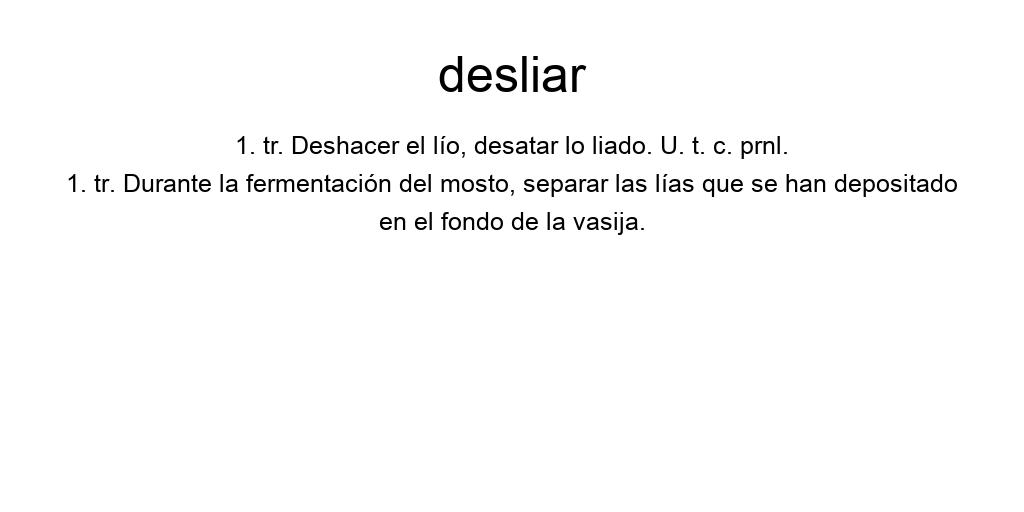 desliar
1. tr. Deshacer el lío, desatar lo liado. U. t. c. prnl.
1. tr. Durante la fermentación del mosto, separar las lías que se han depositado
en el fondo de la vasija.